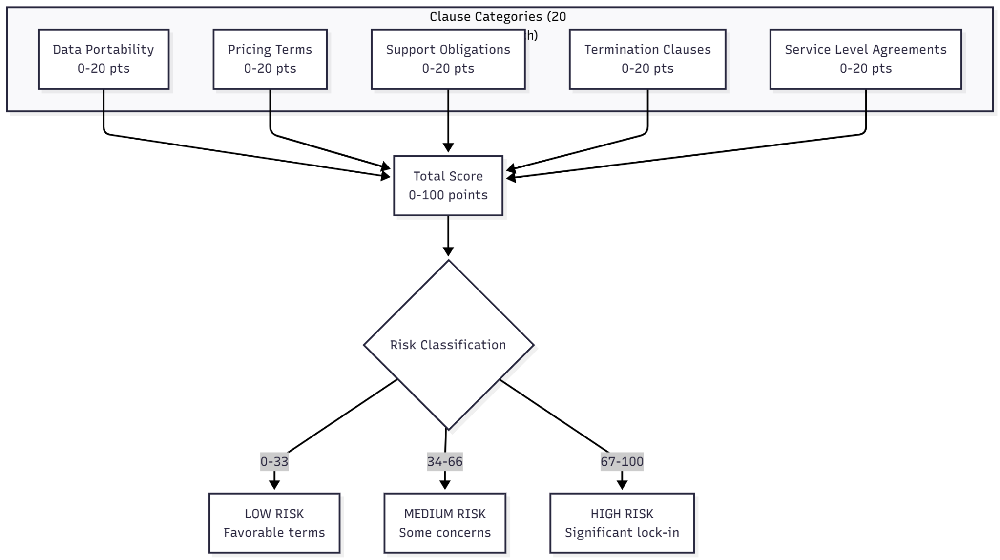 Clause Categories (20
h)
Data Portability
0-20 pts
Pricing Terms
0-20 pts
Support Obligations
0-20 pts
Termination Clauses
0-20 pts
Service Level Agreements
0-20 pts
Total Score
0-100 points
Risk Classification
0-33
34-66
67-100
LOW RISK
Favorable terms
MEDIUM RISK
Some concerns
HIGH RISK
Significant lock-in